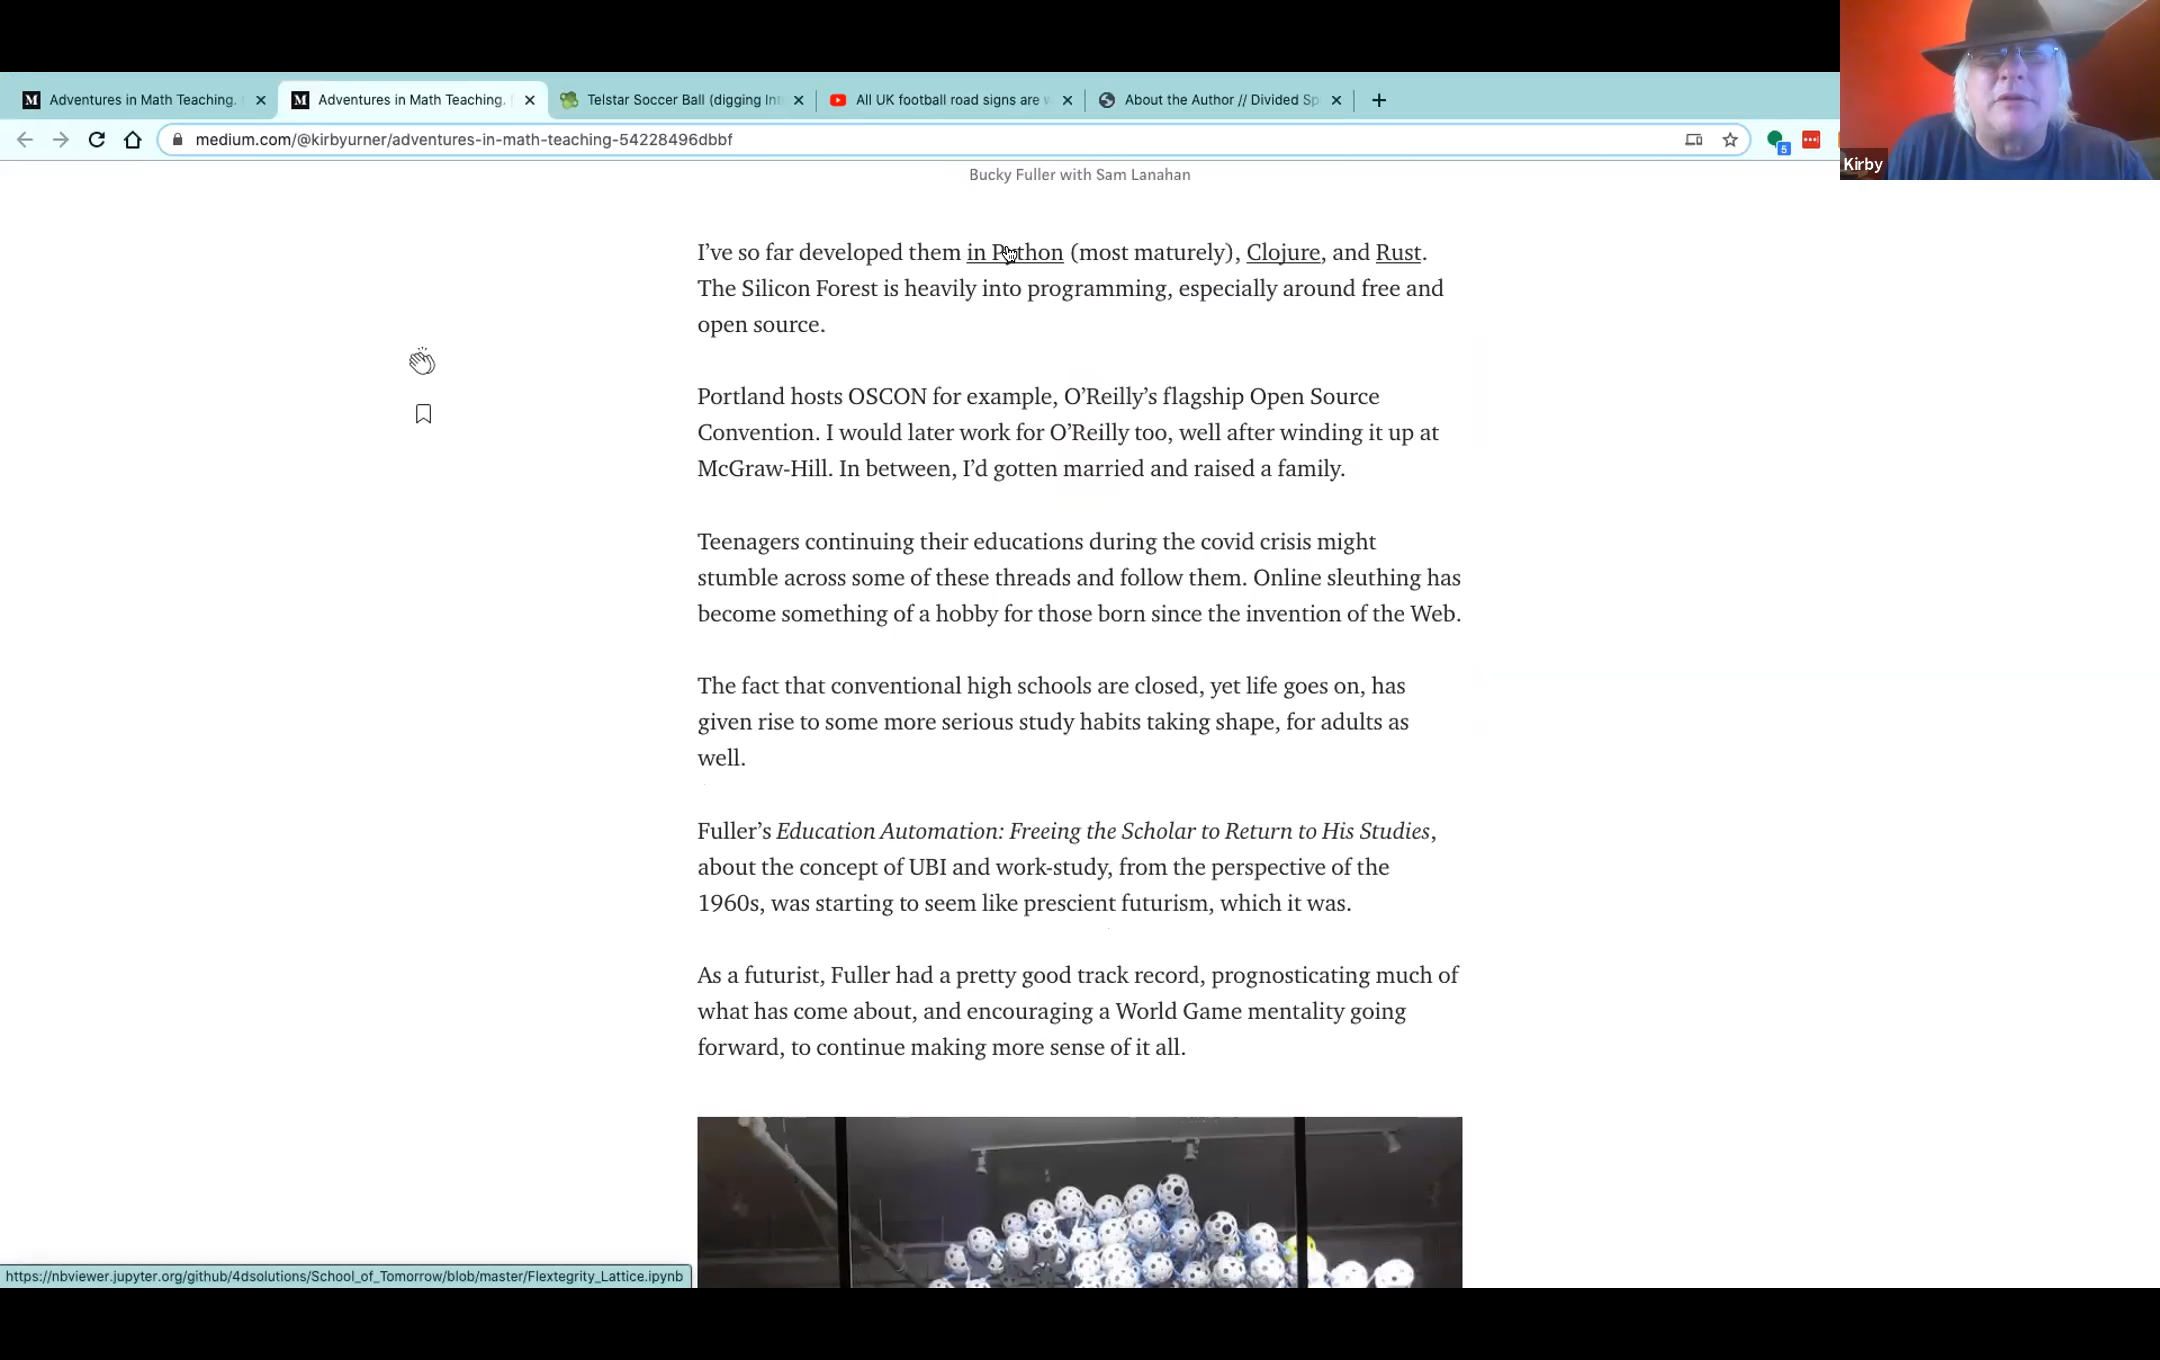 Adventures in Math Teaching.
Adventures in Math Teaching.
Telstar Soccer Ball (digging Int
All UK football road signs are w
About the Author // Divided Sp
medium.com/@kirbyurner/adventures-in-math-teaching-54228496dbbf
5
Kirby
Bucky Fuller with Sam Lanahan
I’ve so far developed them in Python (most maturely), Clojure, and Rust.
The Silicon Forest is heavily into programming, especially around free and
open source.
Portland hosts OSCON for example, O’Reilly’s flagship Open Source
Convention. I would later work for O’Reilly too, well after winding it up at
McGraw-Hill. In between, I’d gotten married and raised a family.
Teenagers continuing their educations during the covid crisis might
stumble across some of these threads and follow them. Online sleuthing has
become something of a hobby for those born since the invention of the Web.
The fact that conventional high schools are closed, yet life goes on, has
given rise to some more serious study habits taking shape, for adults as
well.
Fuller’s Education Automation: Freeing the Scholar to Return to His Studies,
about the concept of UBI and work-study, from the perspective of the
1960s, was starting to seem like prescient futurism, which it was.
As a futurist, Fuller had a pretty good track record, prognosticating much of
what has come about, and encouraging a World Game mentality going
forward, to continue making more sense of it all.
https://nbviewer.jupyter.org/github/4dsolutions/School_of_Tomorrow/blob/master/Flextegrity_Lattice.ipynb